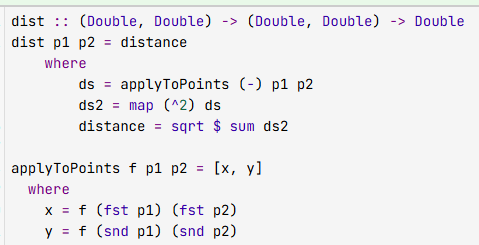 dist :: (Double, Double) -> (Double, Double) -> Double
dist p1 p2 = distance
    where
        ds = applyToPoints (-) p1 p2
        ds2 = map (^2) ds
        distance = sqrt $ sum ds2

applyToPoints f p1 p2 = [x, y]
  where
    x = f (fst p1) (fst p2)
    y = f (snd p1) (snd p2)